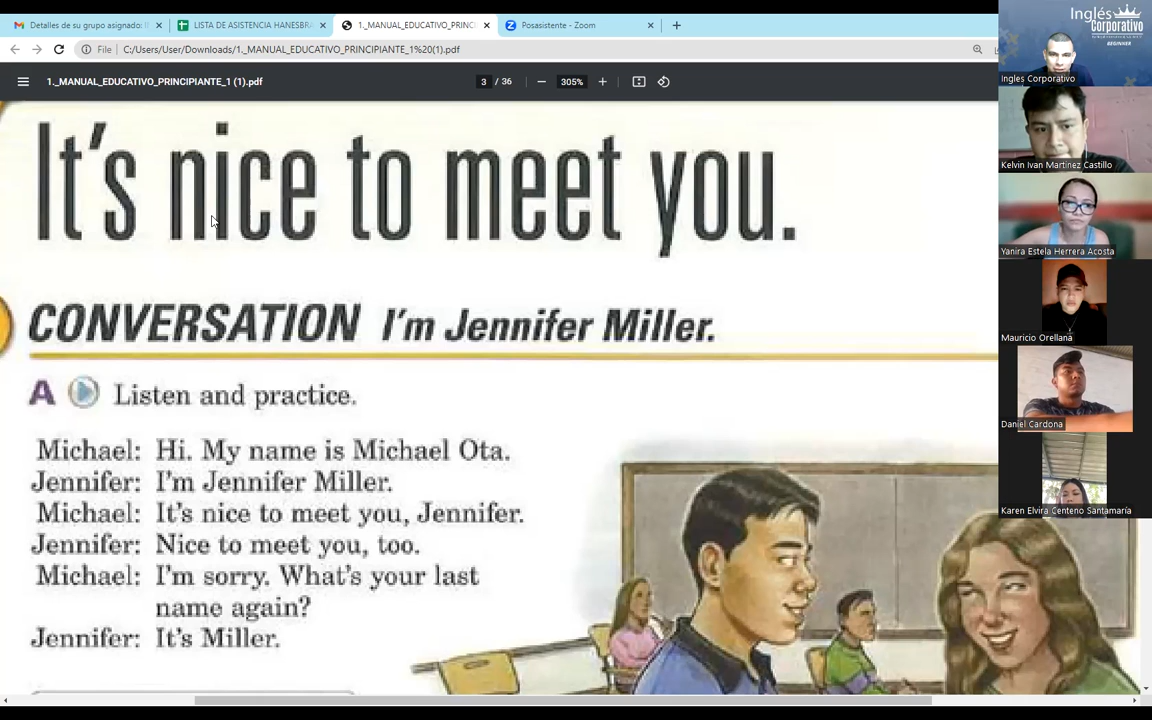 Detalles de su grupo asignado: I
LISTA DE ASISTENCIA HANESBRA
1._MANUAL_EDUCATIVO_PRINCIP
Posasistente - Zoom
File
C:/Users/User/Downloads/1._MANUAL_EDUCATIVO_PRINCIPIANTE_1%20(1).pdf
1._MANUAL_EDUCATIVO_PRINCIPIANTE_1 (1).pdf
3 / 36
305%
It's nice to meet you.
CONVERSATION I'm Jennifer Miller.
A Listen and practice.
Michael: Hi. My name is Michael Ota.
Jennifer: I'm Jennifer Miller.
Michael: It's nice to meet you, Jennifer.
Jennifer: Nice to meet you, too.
Michael: I'm sorry. What's your last
name again?
Jennifer: It's Miller.
Inglés
Corporativo
BEGINNER
Ingles Corporativo
Kelvin Ivan Martinez Castillo
Yanira Estela Herrera Acosta
Mauricio Orellana
Daniel Cardona
Karen Elvira Centeno Santamaría